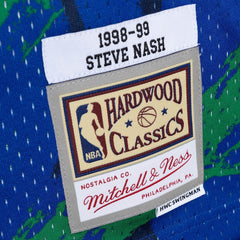 1998-99
STEVE NASH
HARDWOOD
CLASSICS
NBA
NOSTALGIA CO.
Mitchell & Ness
PHILADELPHIA, PA.
HWC SWINGMAN